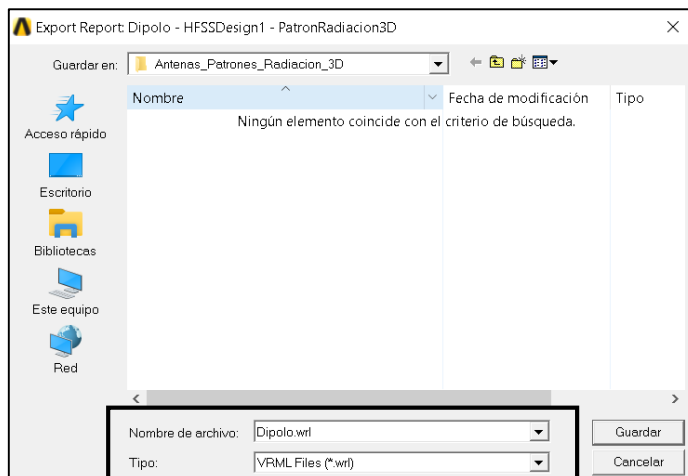 Export Report: Dipolo - HFSSDesign1 - PatronRadiacion3D
Guardar en: Antenas_Patrones_Radiacion_3D
Nombre Fecha de modificación Tipo
Ningún elemento coincide con el criterio de búsqueda.
Acceso rápido
Escritorio
Bibliotecas
Este equipo
Red
Nombre de archivo: Dipolo.wrl Guardar
Tipo: VRML Files (*.wrl) Cancelar